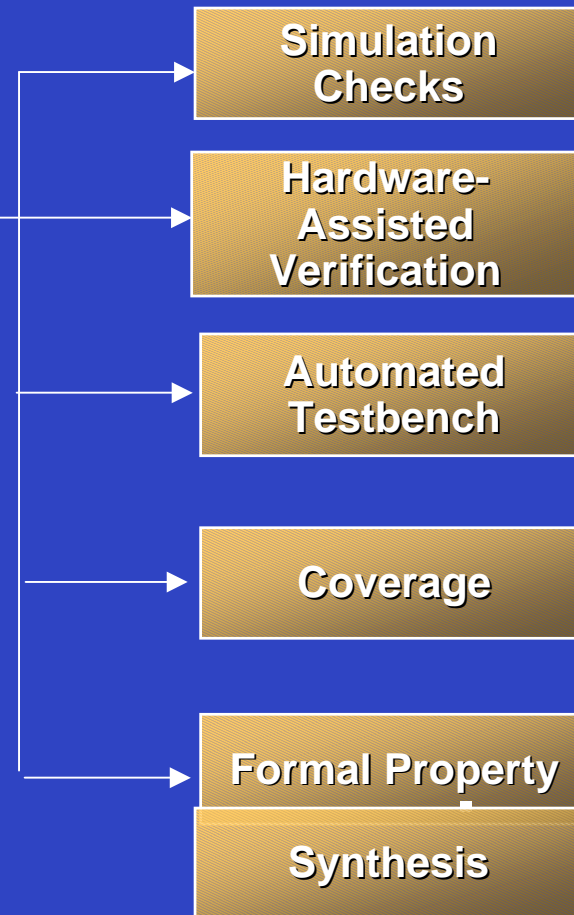 Simulation
Checks
Hardware-
Assisted
Verification
Automated
Testbench
Coverage
Formal Property
Synthesis